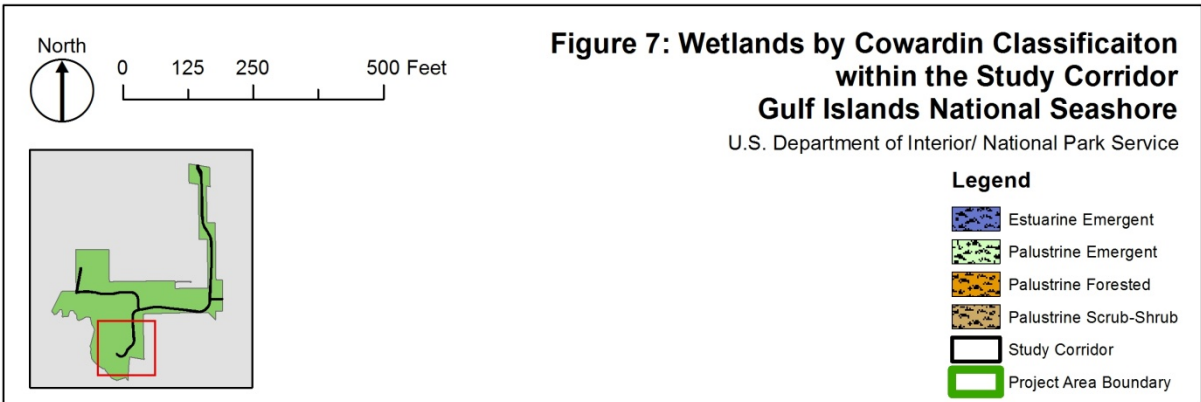 North
0 125 250 500 Feet
Figure 7: Wetlands by Cowardin Classificaiton
within the Study Corridor
Gulf Islands National Seashore
U.S. Department of Interior/ National Park Service
Legend
Estuarine Emergent
Palustrine Emergent
Palustrine Forested
Palustrine Scrub-Shrub
Study Corridor
Project Area Boundary